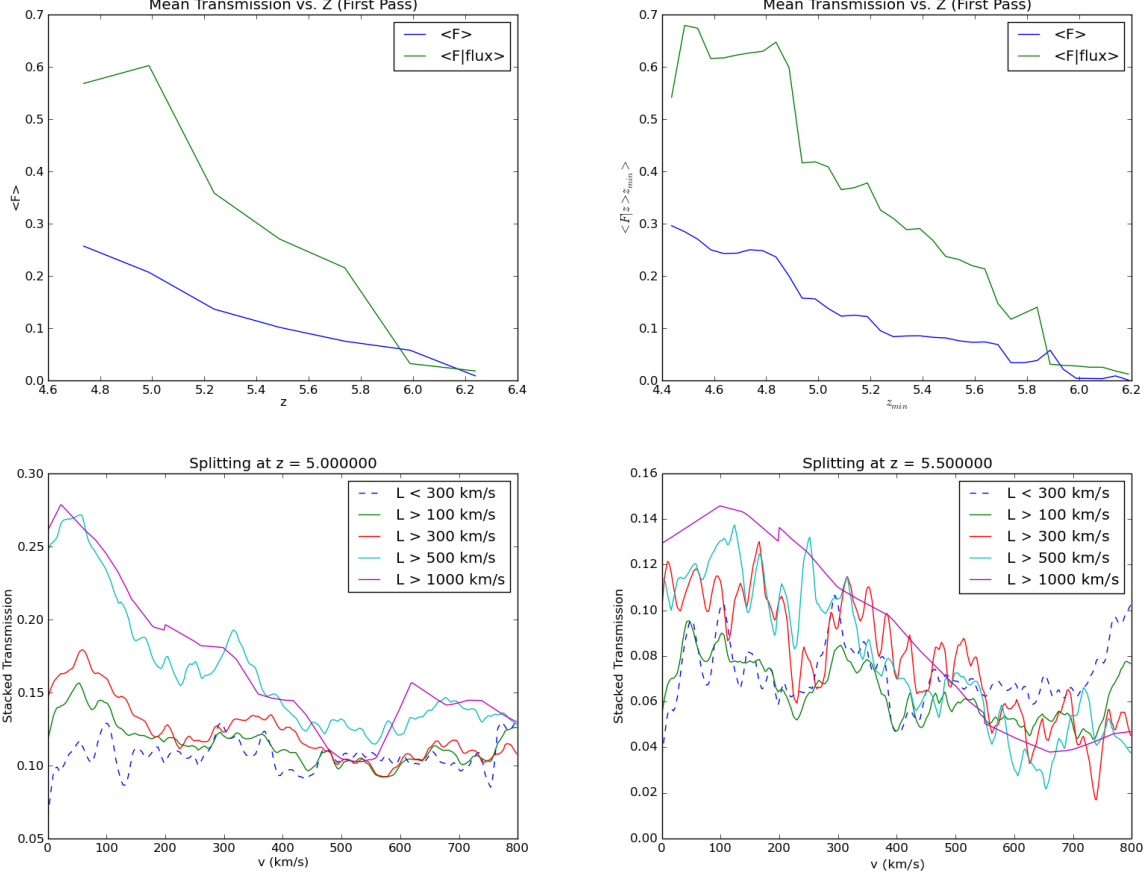 Mean Transmission vs. Z (First Pass)
0.7
0.6
0.5
0.4
0.3
0.2
0.1
0.0
<F>
<F>
<F|flux>
4.6 4.8 5.0 5.2 5.4 5.6 5.8 6.0 6.2 6.4
z
Mean Transmission vs. Z (First Pass)
0.7
0.6
0.5
0.4
0.3
0.2
0.1
0.0
<F|z>z_min>
<F>
<F|flux>
4.4 4.6 4.8 5.0 5.2 5.4 5.6 5.8 6.0 6.2
z_min
Splitting at z = 5.000000
0.30
0.25
0.20
0.15
0.10
0.05
Stacked Transmission
L < 300 km/s
L > 100 km/s
L > 300 km/s
L > 500 km/s
L > 1000 km/s
0 100 200 300 400 500 600 700 800
v (km/s)
Splitting at z = 5.500000
0.16
0.14
0.12
0.10
0.08
0.06
0.04
0.02
0.00
Stacked Transmission
L < 300 km/s
L > 100 km/s
L > 300 km/s
L > 500 km/s
L > 1000 km/s
0 100 200 300 400 500 600 700 800
v (km/s)